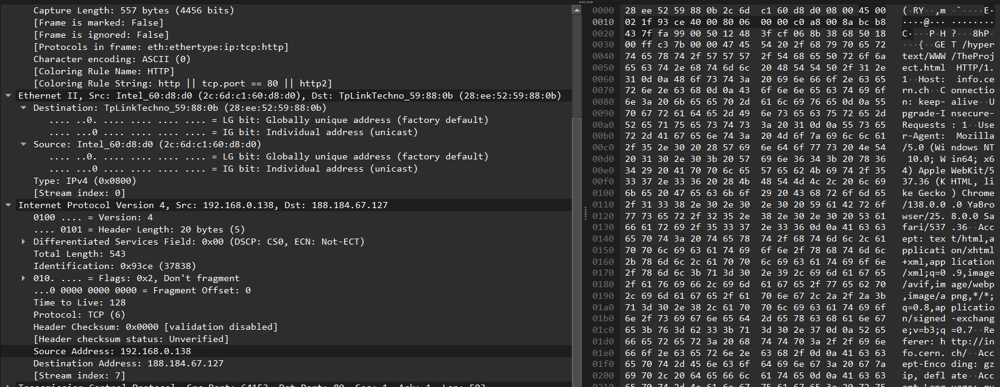 Capture Length: 557 bytes (4456 bits)
[Frame is marked: False]
[Frame is ignored: False]
[Protocols in frame: eth:ethertype:ip:tcp:http]
Character encoding: ASCII (0)
[Coloring Rule Name: HTTP]
[Coloring Rule String: http || tcp.port == 80 || http2]
Ethernet II, Src: Intel_60:d8:d0 (2c:6d:c1:60:d8:d0), Dst: TpLinkTechno_59:88:0b (28:ee:52:59:88:0b)
Destination: TpLinkTechno_59:88:0b (28:ee:52:59:88:0b)
.... ..0. .... .... .... .... = LG bit: Globally unique address (factory default)
.... ...0 .... .... .... .... = IG bit: Individual address (unicast)
Source: Intel_60:d8:d0 (2c:6d:c1:60:d8:d0)
.... ..0. .... .... .... .... = LG bit: Globally unique address (factory default)
.... ...0 .... .... .... .... = IG bit: Individual address (unicast)
Type: IPv4 (0x0800)
[Stream index: 0]
Internet Protocol Version 4, Src: 192.168.0.138, Dst: 188.184.67.127
0100 .... = Version: 4
.... 0101 = Header Length: 20 bytes (5)
Differentiated Services Field: 0x00 (DSCP: CS0, ECN: Not-ECT)
Total Length: 543
Identification: 0x93ce (37838)
010. .... = Flags: 0x2, Don't fragment
...0 0000 0000 0000 = Fragment Offset: 0
Time to Live: 128
Protocol: TCP (6)
Header Checksum: 0x0000 [validation disabled]
[Header checksum status: Unverified]
Source Address: 192.168.0.138
Destination Address: 188.184.67.127
[Stream index: 7]
Transmission Control Protocol, Src Port: 64153, Dst Port: 80, Seq: 1, Ack: 1, Len: 503
0000 28 ee 52 59 88 0b 2c 6d c1 60 d8 d0 08 00 45 00 (·RY··,m ·`····E·
0010 02 1f 93 ce 40 00 80 06 00 00 c0 a8 00 8a bc b8 ····@··· ········
0020 43 7f fa 99 00 50 12 48 3f cf 06 8b 38 68 50 18 C····P·H ?···8hP·
0030 00 ff c3 7b 00 00 47 45 54 20 2f 68 79 70 65 72 ···{··GE T /hyper
0040 74 65 78 74 2f 57 57 57 2f 54 68 65 50 72 6f 6a text/WWW /TheProj
0050 65 63 74 2e 68 74 6d 6c 20 48 54 54 50 2f 31 2e ect.html HTTP/1.
0060 31 0d 0a 48 6f 73 74 3a 20 69 6e 66 6f 2e 63 65 1··Host: info.ce
0070 72 6e 2e 63 68 0d 0a 43 6f 6e 6e 65 63 74 69 6f rn.ch··C onnectio
0080 6e 3a 20 6b 65 65 70 2d 61 6c 69 76 65 0d 0a 55 n: keep- alive··U
0090 70 67 72 61 64 65 2d 49 6e 73 65 63 75 72 65 2d pgrade-I nsecure-
00a0 52 65 71 75 65 73 74 73 3a 20 31 0d 0a 55 73 65 Requests : 1··Use
00b0 72 2d 41 67 65 6e 74 3a 20 4d 6f 7a 69 6c 6c 61 r-Agent: Mozilla
00c0 2f 35 2e 30 20 28 57 69 6e 64 6f 77 73 20 4e 54 /5.0 (Wi ndows NT
00d0 20 31 30 2e 30 3b 20 57 69 6e 36 34 3b 20 78 36 10.0; W in64; x6
00e0 34 29 20 41 70 70 6c 65 57 65 62 4b 69 74 2f 35 4) Apple WebKit/5
00f0 33 37 2e 33 36 20 28 4b 48 54 4d 4c 2c 20 6c 69 37.36 (K HTML, li
0100 6b 65 20 47 65 63 6b 6f 29 20 43 68 72 6f 6d 65 ke Gecko ) Chrome
0110 2f 31 33 38 2e 30 2e 30 2e 30 20 59 61 42 72 6f /138.0.0 .0 YaBro
0120 77 73 65 72 2f 32 35 2e 38 2e 30 2e 30 20 53 61 wser/25. 8.0.0 Sa
0130 66 61 72 69 2f 35 33 37 2e 33 36 0d 0a 41 63 63 fari/537 .36··Acc
0140 65 70 74 3a 20 74 65 78 74 2f 68 74 6d 6c 2c 61 ept: tex t/html,a
0150 70 70 6c 69 63 61 74 69 6f 6e 2f 78 68 74 6d 6c pplicati on/xhtml
0160 2b 78 6d 6c 2c 61 70 70 6c 69 63 61 74 69 6f 6e +xml,app lication
0170 2f 78 6d 6c 3b 71 3d 30 2e 39 2c 69 6d 61 67 65 /xml;q=0 .9,image
0180 2f 61 76 69 66 2c 69 6d 61 67 65 2f 77 65 62 70 /avif,im age/webp
0190 2c 69 6d 61 67 65 2f 61 70 6e 67 2c 2a 2f 2a 3b ,image/a png,*/*;
01a0 71 3d 30 2e 38 2c 61 70 70 6c 69 63 61 74 69 6f q=0.8,ap plicatio
01b0 6e 2f 73 69 67 6e 65 64 2d 65 78 63 68 61 6e 67 n/signed -exchang
01c0 65 3b 76 3d 62 33 3b 71 3d 30 2e 37 0d 0a 52 65 e;v=b3;q =0.7··Re
01d0 66 65 72 65 72 3a 20 68 74 74 70 3a 2f 2f 69 6e ferer: h ttp://in
01e0 66 6f 2e 63 65 72 6e 2e 63 68 2f 0d 0a 41 63 63 fo.cern. ch/··Acc
01f0 65 70 74 2d 45 6e 63 6f 64 69 6e 67 3a 20 67 7a ept-Enco ding: gz
0200 69 70 2c 20 64 65 66 6c 61 74 65 0d 0a 41 63 63 ip, defl ate··Acc
0210 65 70 74 2d 4c 61 6e 67 75 61 67 65 3a 20 72 75 ept-Lang uage: ru